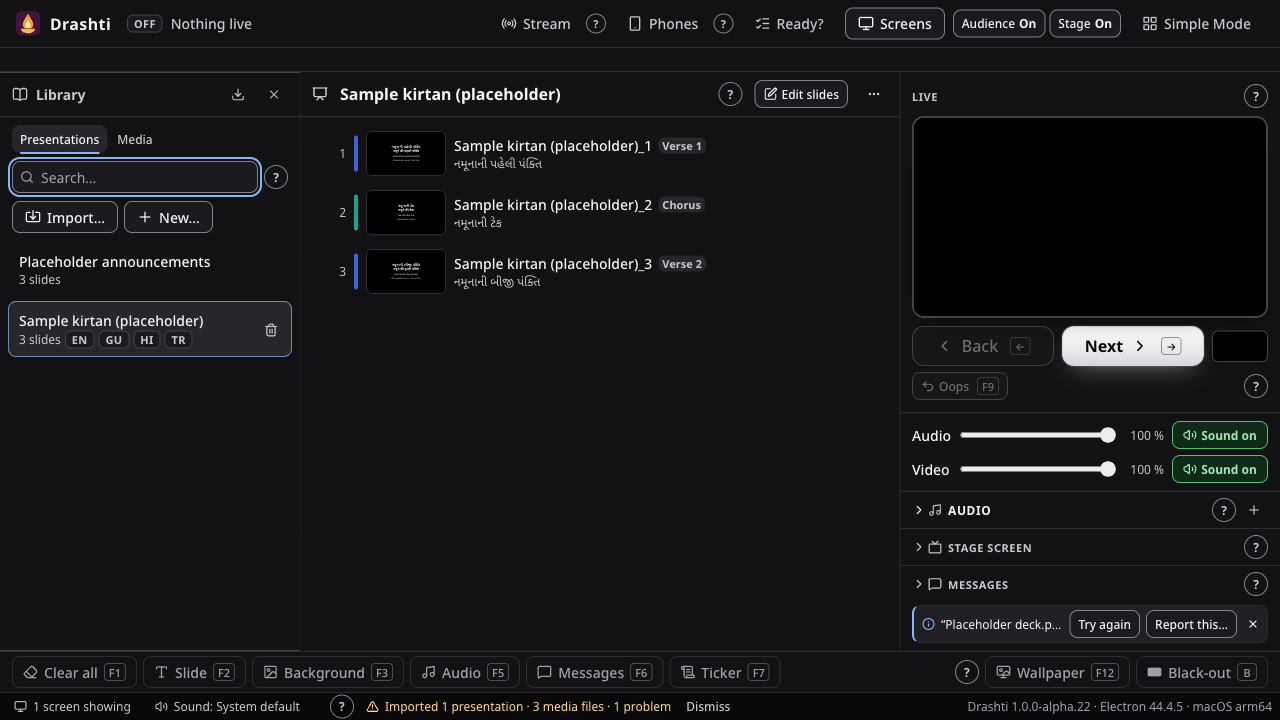 Drashti OFF Nothing live Stream ? Phones ? Ready? Screens Audience On Stage On Simple Mode
Library
Presentations Media
Search...
?
Import... New...
Placeholder announcements
3 slides
Sample kirtan (placeholder)
3 slides EN GU HI TR
Sample kirtan (placeholder) ? Edit slides ...
1 Sample kirtan (placeholder)_1 Verse 1
નમૂનાની પહેલી પંક્તિ
2 Sample kirtan (placeholder)_2 Chorus
નમૂનાની ટેક
3 Sample kirtan (placeholder)_3 Verse 2
નમૂનાની બીજી પંક્તિ
LIVE ?
Back ← Next →
Oops F9 ?
Audio 100 % Sound on
Video 100 % Sound on
AUDIO ? +
STAGE SCREEN ?
MESSAGES ?
“Placeholder deck.p... Try again Report this...
Clear all F1 Slide F2 Background F3 Audio F5 Messages F6 Ticker F7 ? Wallpaper F12 Black-out B
1 screen showing Sound: System default ? Imported 1 presentation · 3 media files · 1 problem Dismiss Drashti 1.0.0-alpha.22 · Electron 44.4.5 · macOS arm64